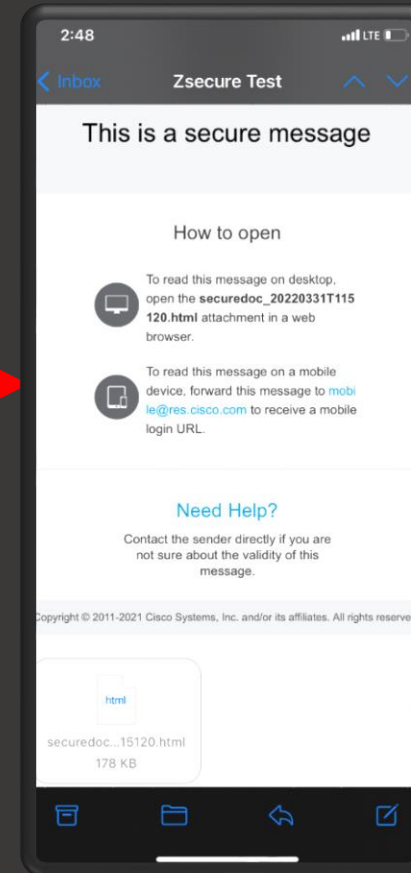 2:48
LTE
Inbox
Zsecure Test
This is a secure message
How to open
To read this message on desktop,
open the securedoc_20220331T115
120.html attachment in a web
browser.
To read this message on a mobile
device, forward this message to mobi
le@res.cisco.com to receive a mobile
login URL.
Need Help?
Contact the sender directly if you are
not sure about the validity of this
message.
Copyright © 2011-2021 Cisco Systems, Inc. and/or its affiliates. All rights reserve
html
securedoc...15120.html
178 KB